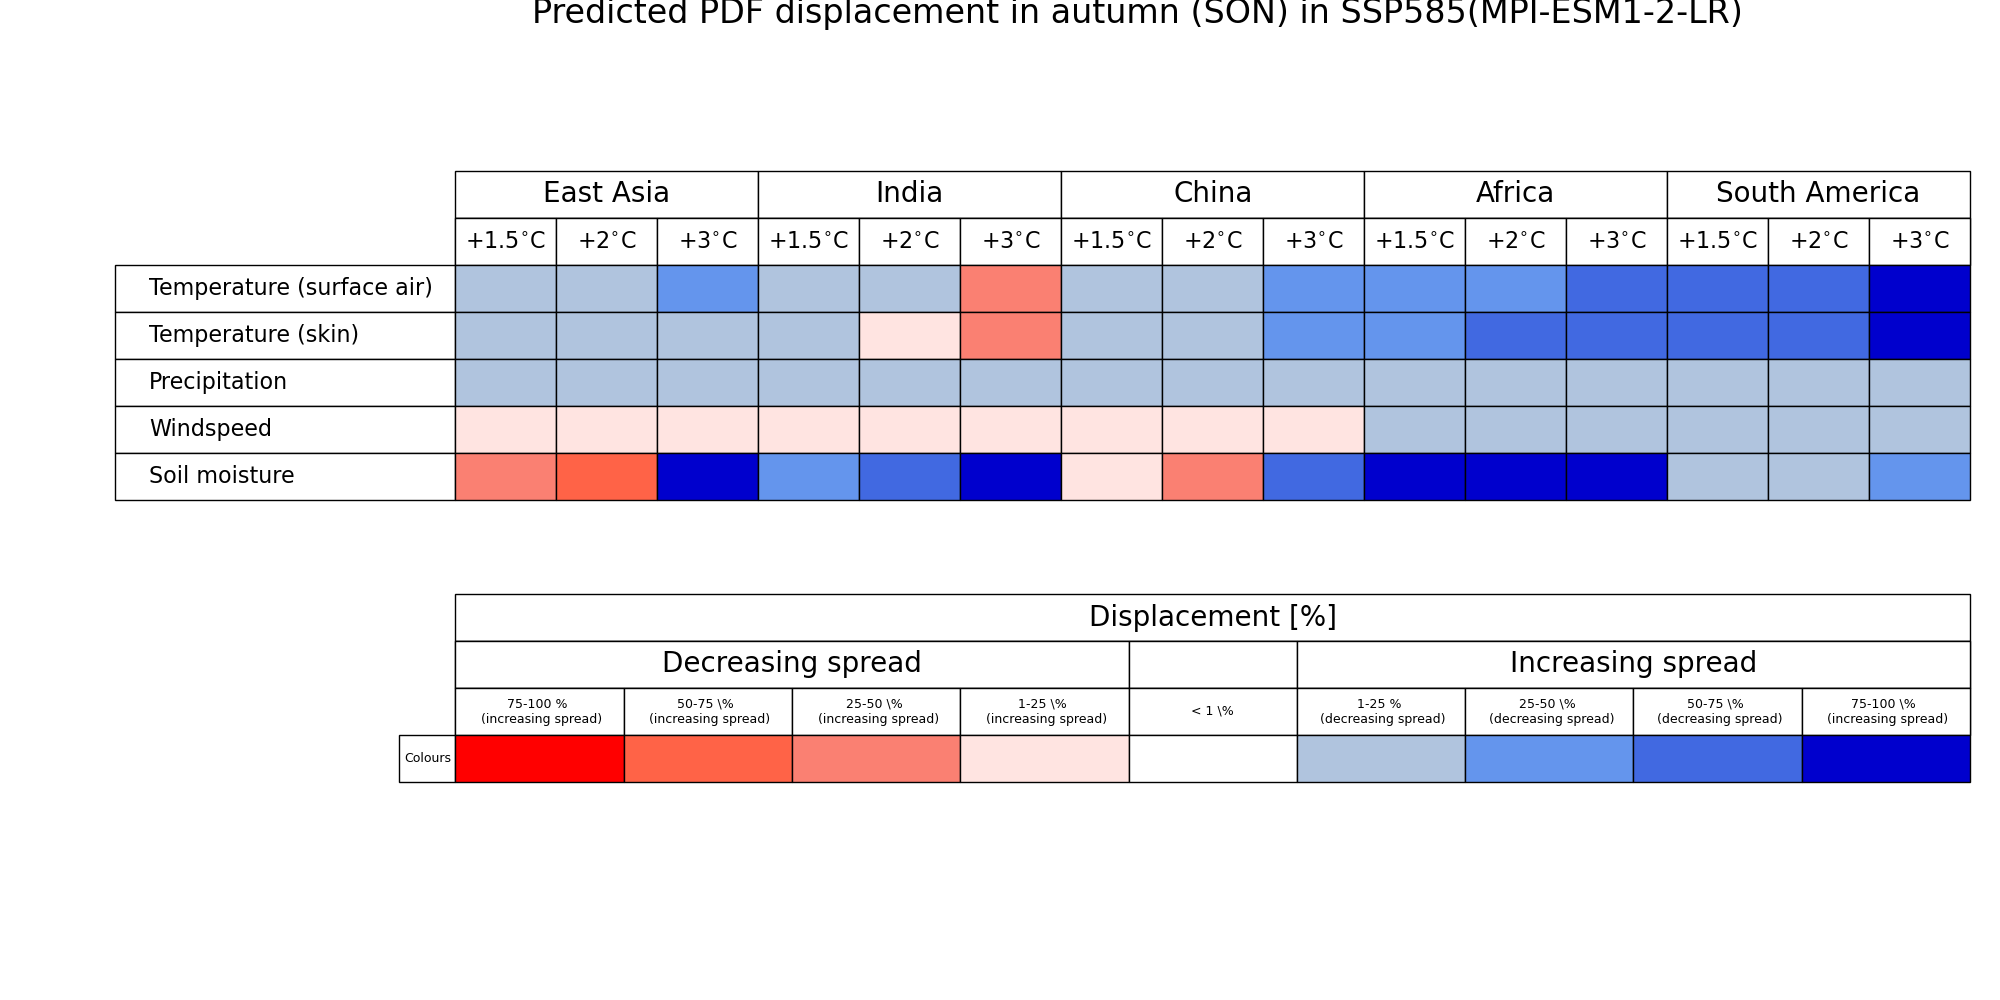 Predicted PDF displacement in autumn (SON) in SSP585(MPI-ESM1-2-LR)
East Asia India China Africa South America
+1.5°C +2°C +3°C +1.5°C +2°C +3°C +1.5°C +2°C +3°C +1.5°C +2°C +3°C +1.5°C +2°C +3°C
Temperature (surface air)
Temperature (skin)
Precipitation
Windspeed
Soil moisture
Displacement [%]
Decreasing spread Increasing spread
75-100 % 50-75 \% 25-50 \% 1-25 \% < 1 \% 1-25 % 25-50 \% 50-75 \% 75-100 \%
(increasing spread) (increasing spread) (increasing spread) (increasing spread) (decreasing spread) (decreasing spread) (decreasing spread) (increasing spread)
Colours